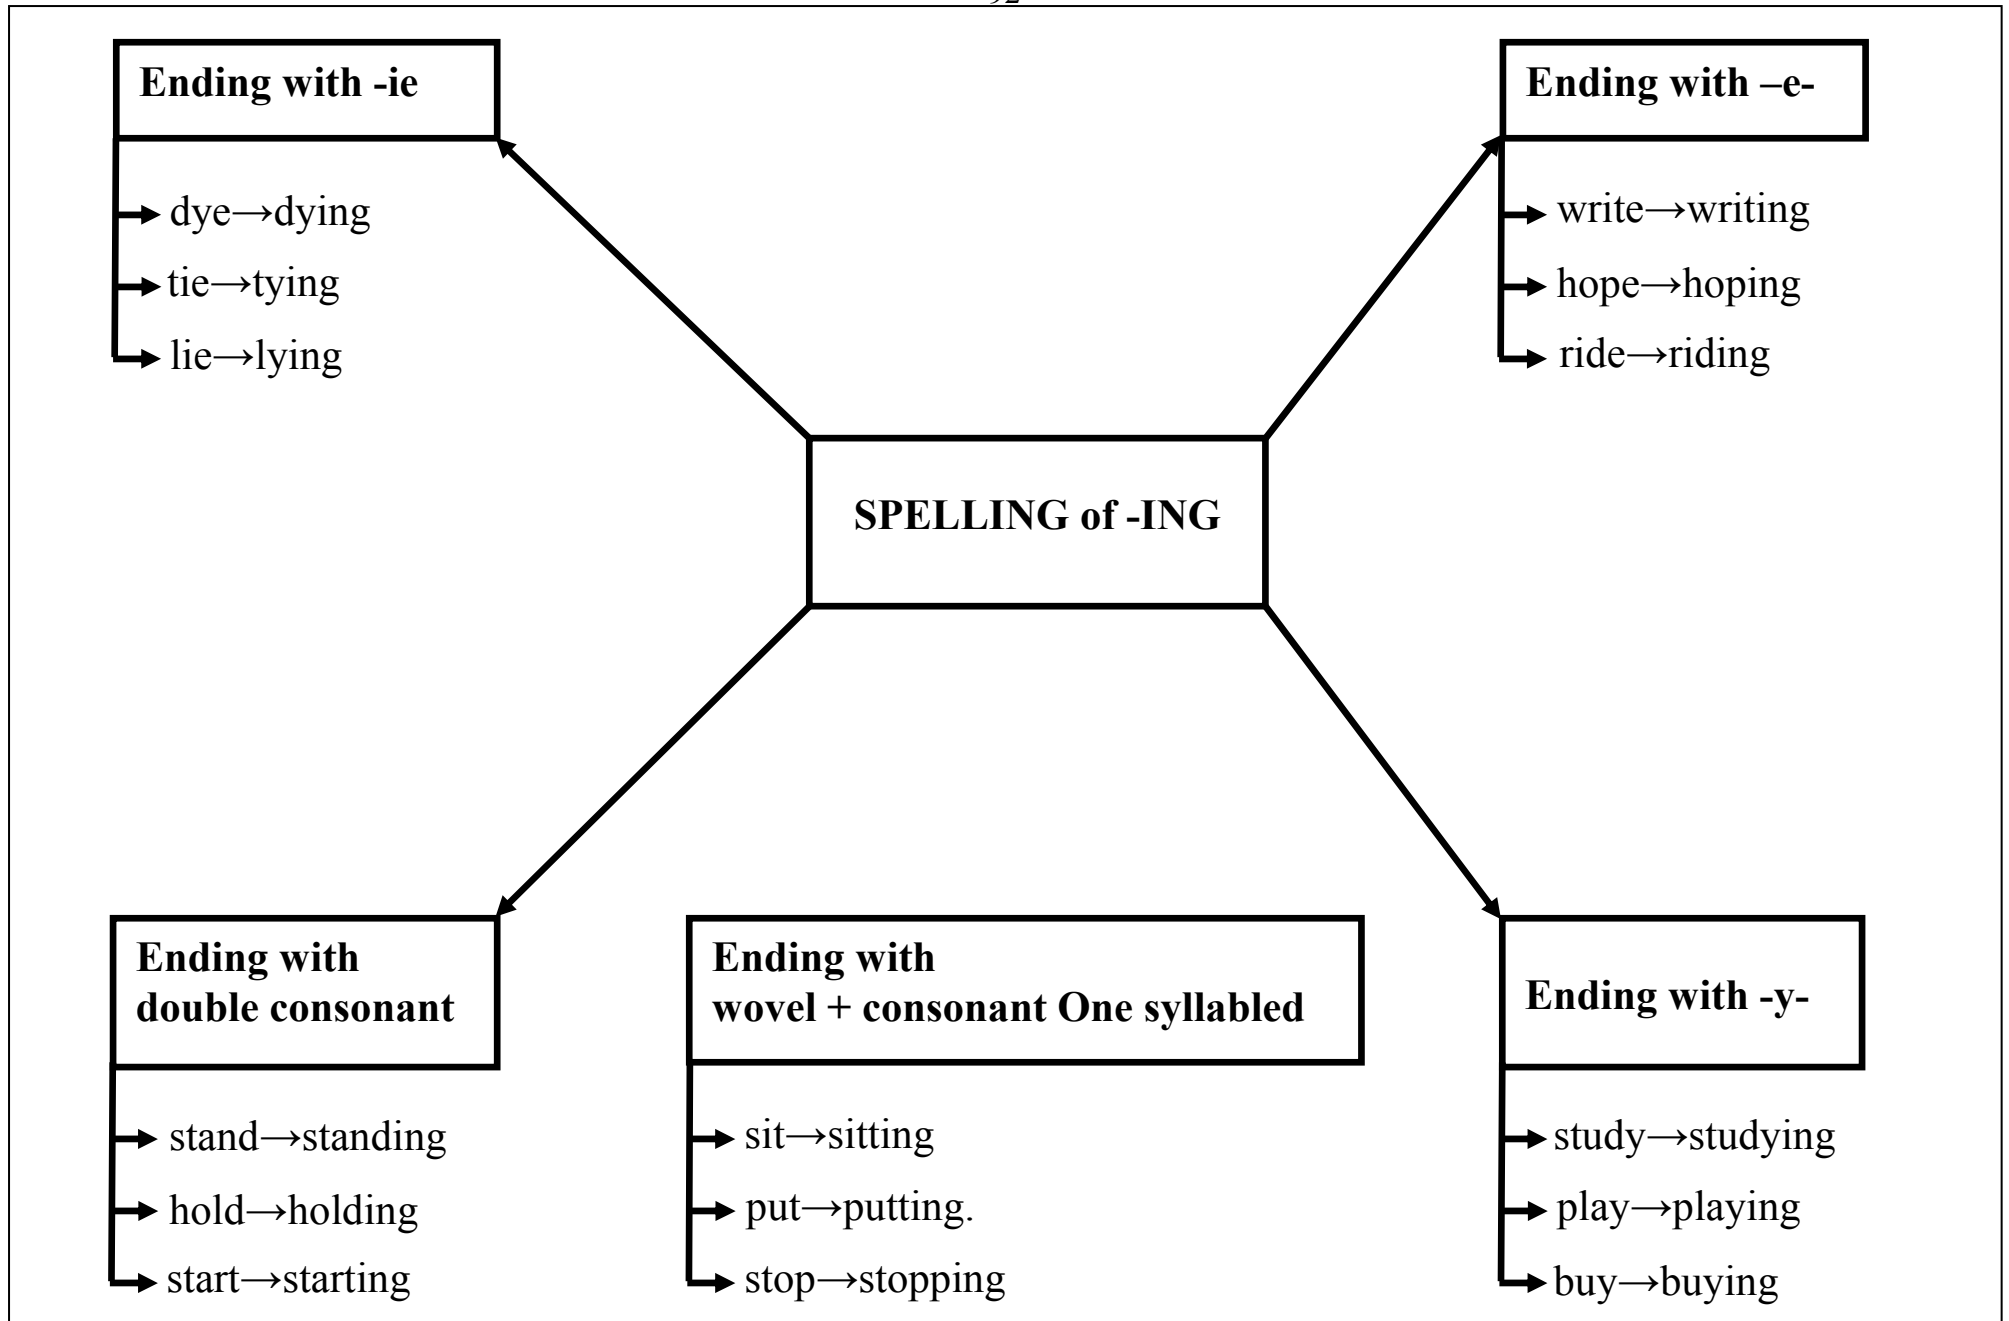 Ending with -ie
dye→dying
tie→tying
lie→lying
Ending with –e-
write→writing
hope→hoping
ride→riding
SPELLING of -ING
Ending with
double consonant
stand→standing
hold→holding
start→starting
Ending with
wovel + consonant One syllabled
sit→sitting
put→putting.
stop→stopping
Ending with -y-
study→studying
play→playing
buy→buying